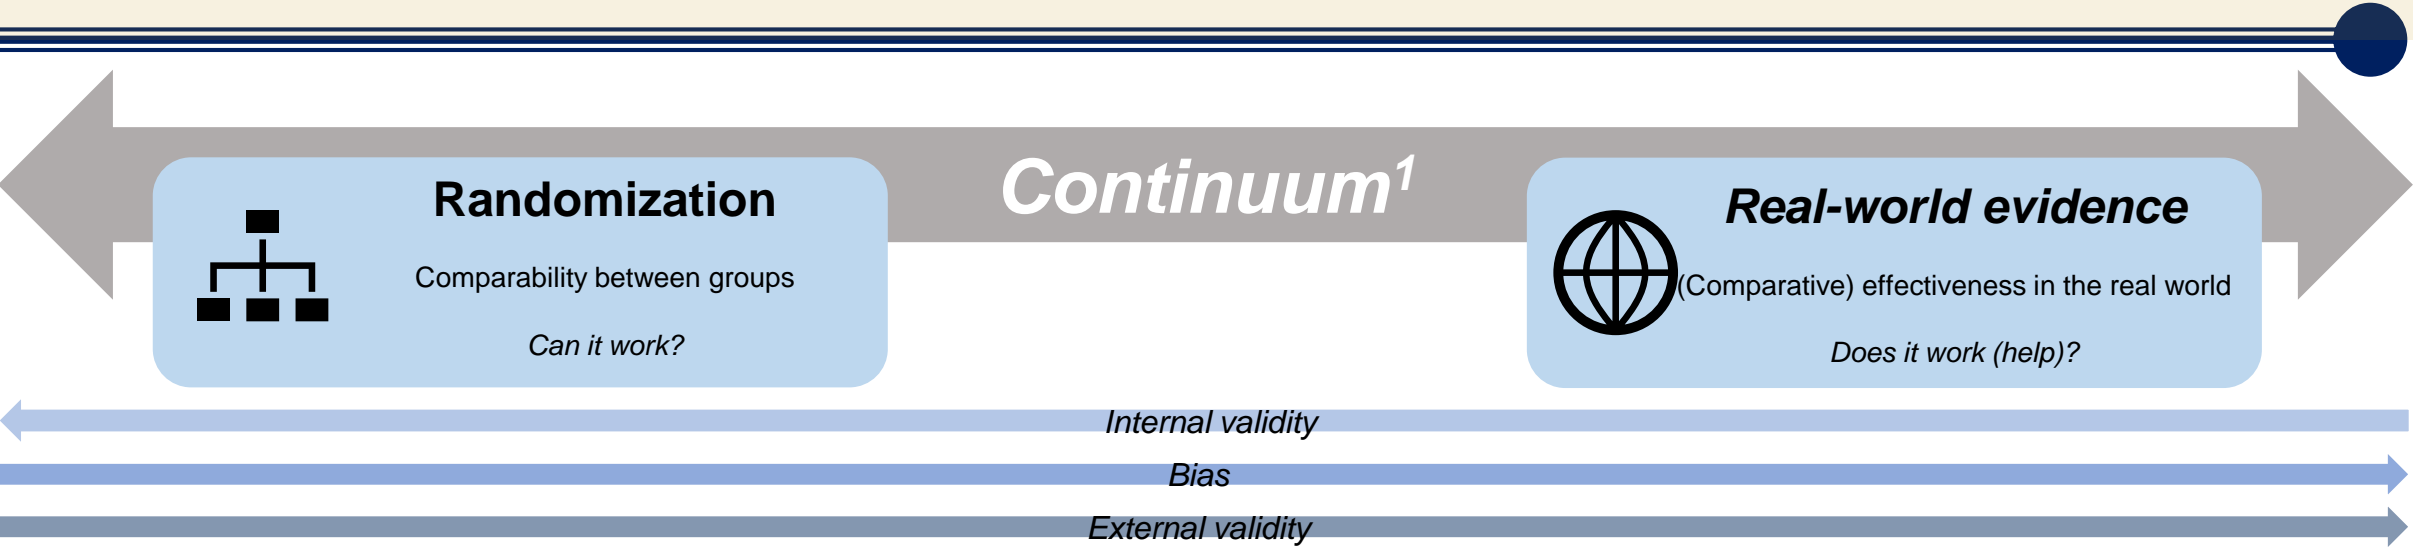 Continuum¹
Randomization
Comparability between groups
Can it work?
Real-world evidence
(Comparative) effectiveness in the real world
Does it work (help)?
Internal validity
Bias
External validity